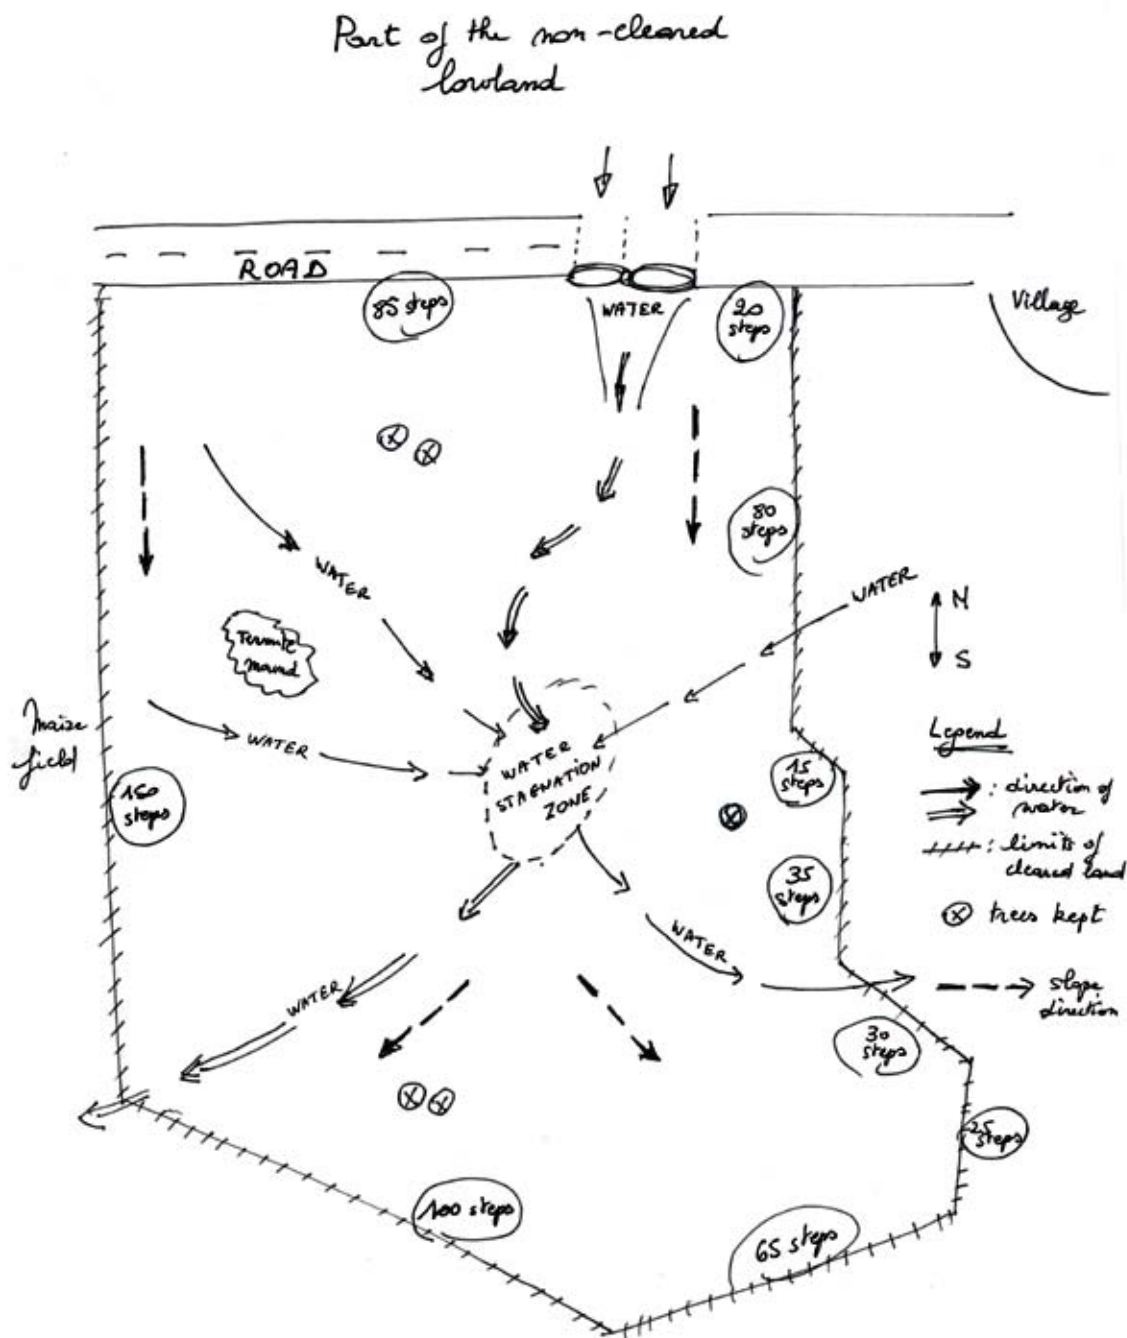 Part of the non-cleared
lowland
ROAD
85 steps
WATER
20
steps
Village
80
steps
WATER
WATER
N
S
Termite
mound
Maize
field
WATER
WATER
STAGNATION
ZONE
150
steps
15
steps
35
steps
Legend
: direction of
water
: limits of
cleared land
trees kept
slope
direction
WATER
WATER
30
steps
25
steps
100 steps
65 steps